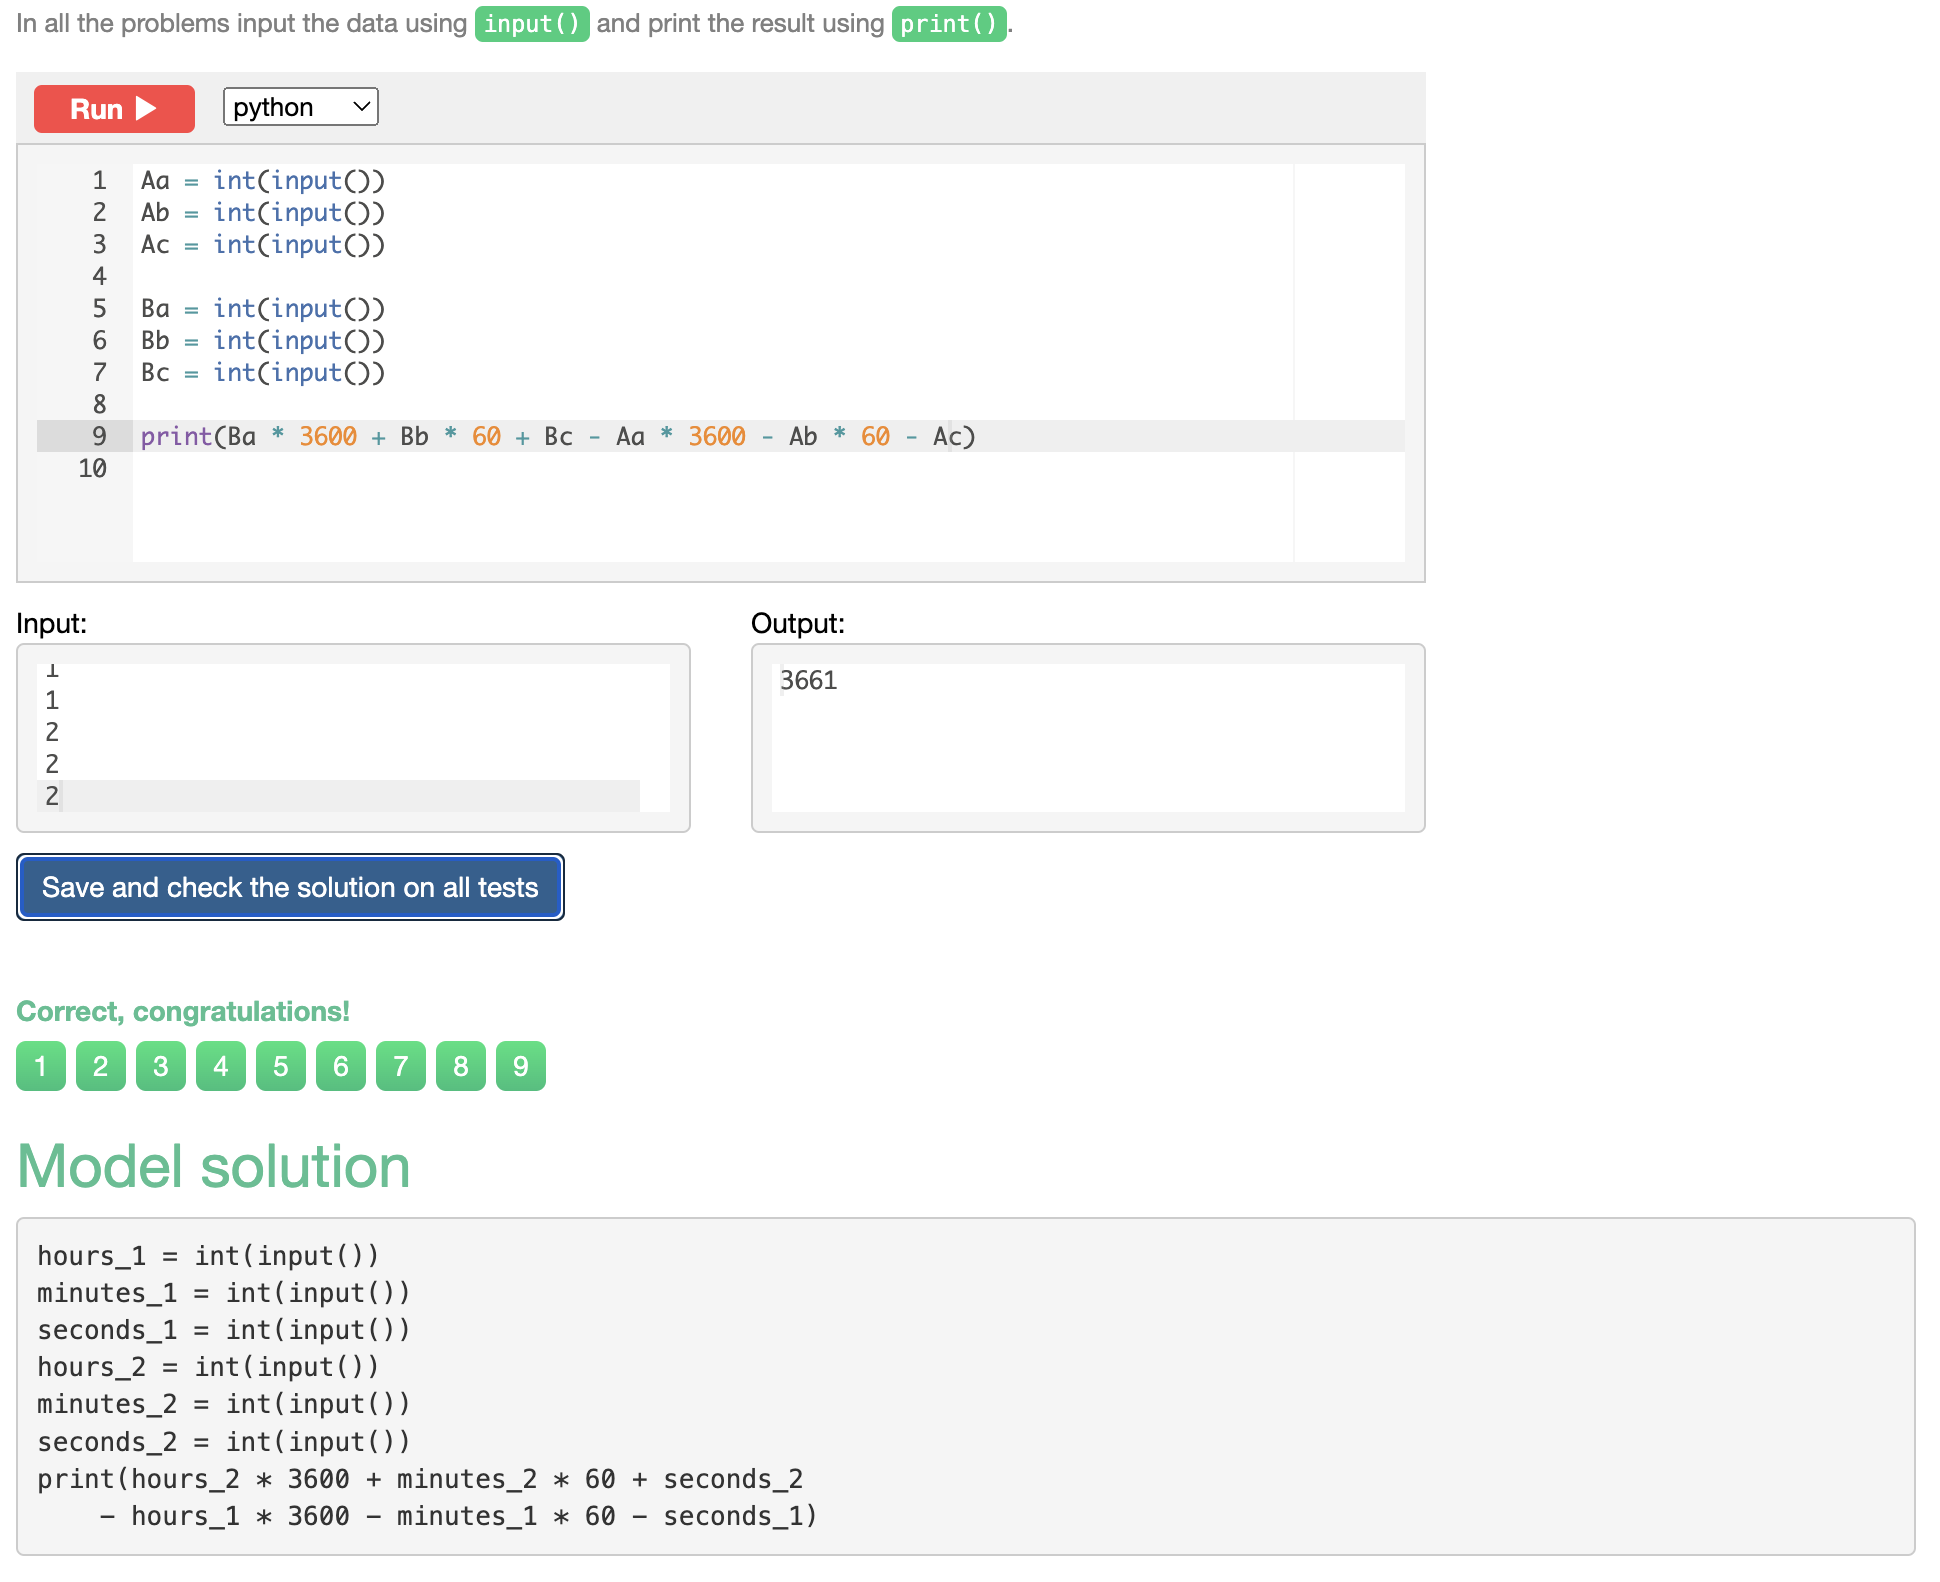 In all the problems input the data using input() and print the result using print().
Run
python
1 Aa = int(input())
2 Ab = int(input())
3 Ac = int(input())
4
5 Ba = int(input())
6 Bb = int(input())
7 Bc = int(input())
8
9 print(Ba * 3600 + Bb * 60 + Bc - Aa * 3600 - Ab * 60 - Ac)
10
Input:
1
1
2
2
2
Output:
3661
Save and check the solution on all tests
Correct, congratulations!
1 2 3 4 5 6 7 8 9
Model solution
hours_1 = int(input())
minutes_1 = int(input())
seconds_1 = int(input())
hours_2 = int(input())
minutes_2 = int(input())
seconds_2 = int(input())
print(hours_2 * 3600 + minutes_2 * 60 + seconds_2
    - hours_1 * 3600 - minutes_1 * 60 - seconds_1)